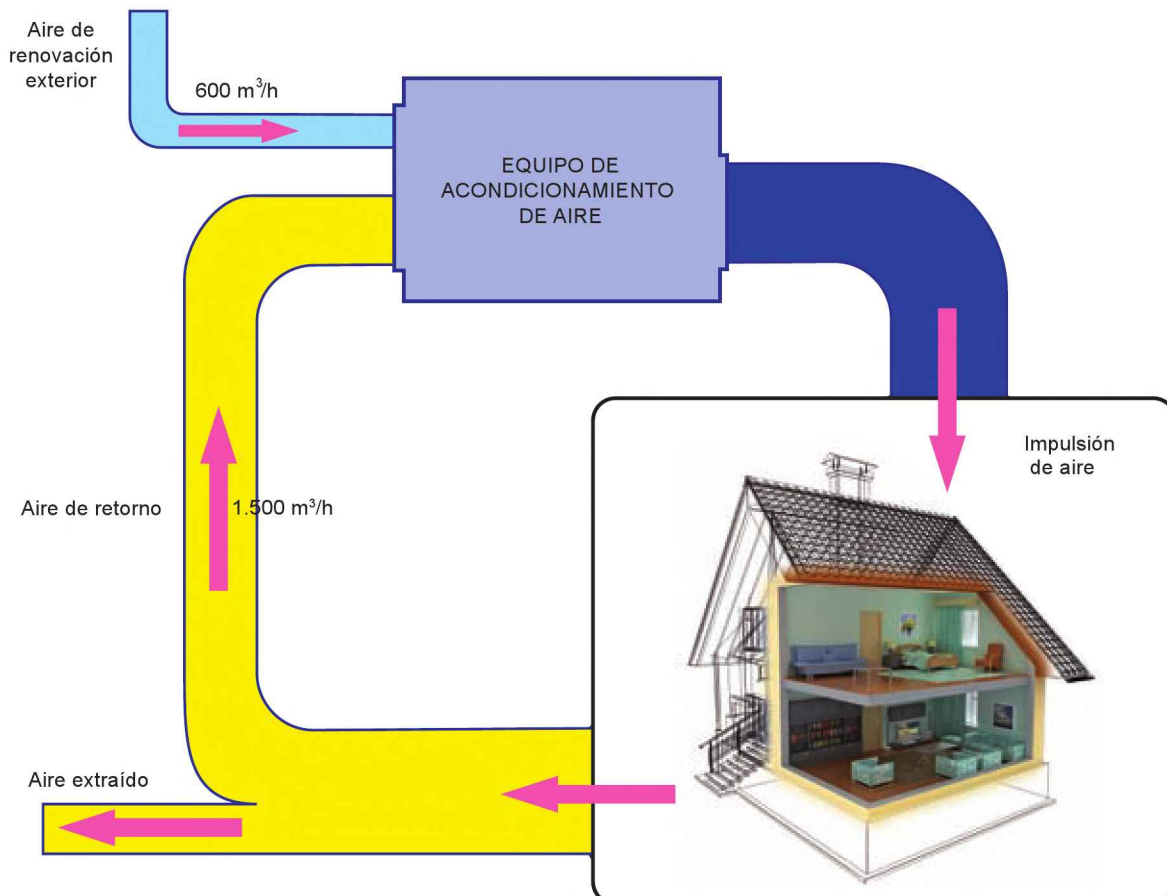 Aire de
renovación
exterior
600 m³/h
EQUIPO DE
ACONDICIONAMIENTO
DE AIRE
Impulsión
de aire
Aire de retorno
1.500 m³/h
Aire extraído